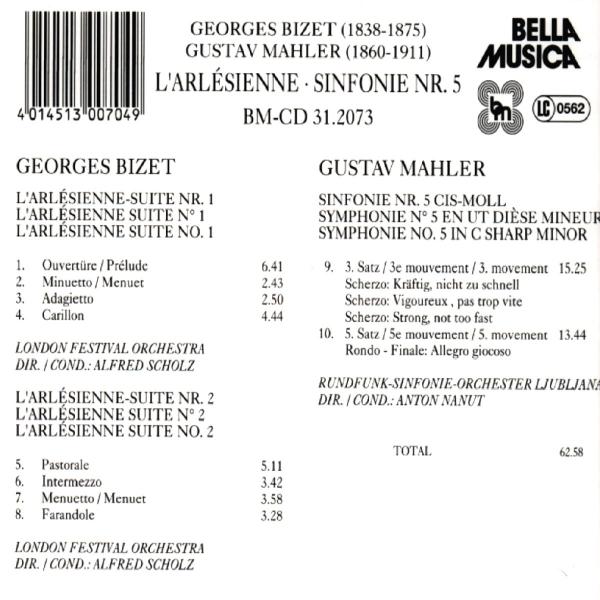 GEORGES BIZET (1838-1875)
GUSTAV MAHLER (1860-1911)
L'ARLÉSIENNE · SINFONIE NR. 5
BM-CD 31.2073
4 014513 007049
BELLA
MUSICA
bm
LC 0562
GEORGES BIZET
L'ARLÉSIENNE-SUITE NR. 1
L'ARLÉSIENNE SUITE N° 1
L'ARLÉSIENNE SUITE NO. 1
1. Ouvertüre / Prélude 6.41
2. Minuetto / Menuet 2.43
3. Adagietto 2.50
4. Carillon 4.44
LONDON FESTIVAL ORCHESTRA
DIR. / COND.: ALFRED SCHOLZ
L'ARLÉSIENNE-SUITE NR. 2
L'ARLÉSIENNE SUITE N° 2
L'ARLÉSIENNE SUITE NO. 2
5. Pastorale 5.11
6. Intermezzo 3.42
7. Menuetto / Menuet 3.58
8. Farandole 3.28
LONDON FESTIVAL ORCHESTRA
DIR. / COND.: ALFRED SCHOLZ
GUSTAV MAHLER
SINFONIE NR. 5 CIS-MOLL
SYMPHONIE N° 5 EN UT DIÈSE MINEUR
SYMPHONY NO. 5 IN C SHARP MINOR
9. 3. Satz / 3e mouvement / 3. movement 15.25
Scherzo: Kräftig, nicht zu schnell
Scherzo: Vigoureux , pas trop vite
Scherzo: Strong, not too fast
10. 5. Satz / 5e mouvement / 5. movement 13.44
Rondo - Finale: Allegro giocoso
RUNDFUNK-SINFONIE-ORCHESTER LJUBLJANA
DIR. / COND.: ANTON NANUT
TOTAL 62.58